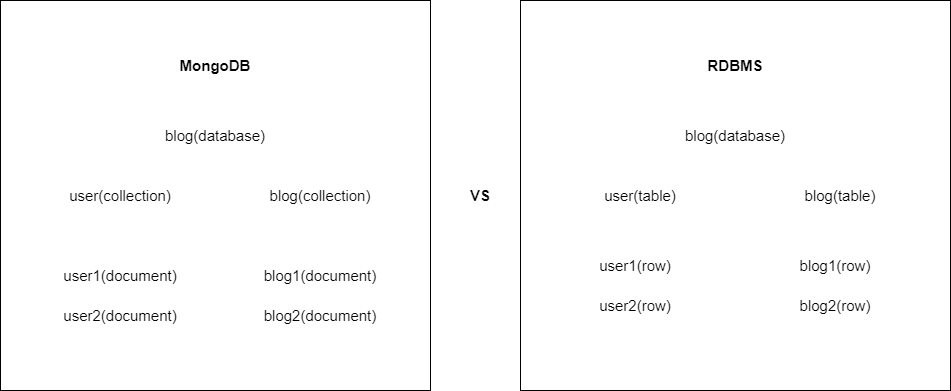 MongoDB
blog(database)
user(collection) blog(collection)
user1(document) blog1(document)
user2(document) blog2(document)
VS
RDBMS
blog(database)
user(table) blog(table)
user1(row) blog1(row)
user2(row) blog2(row)